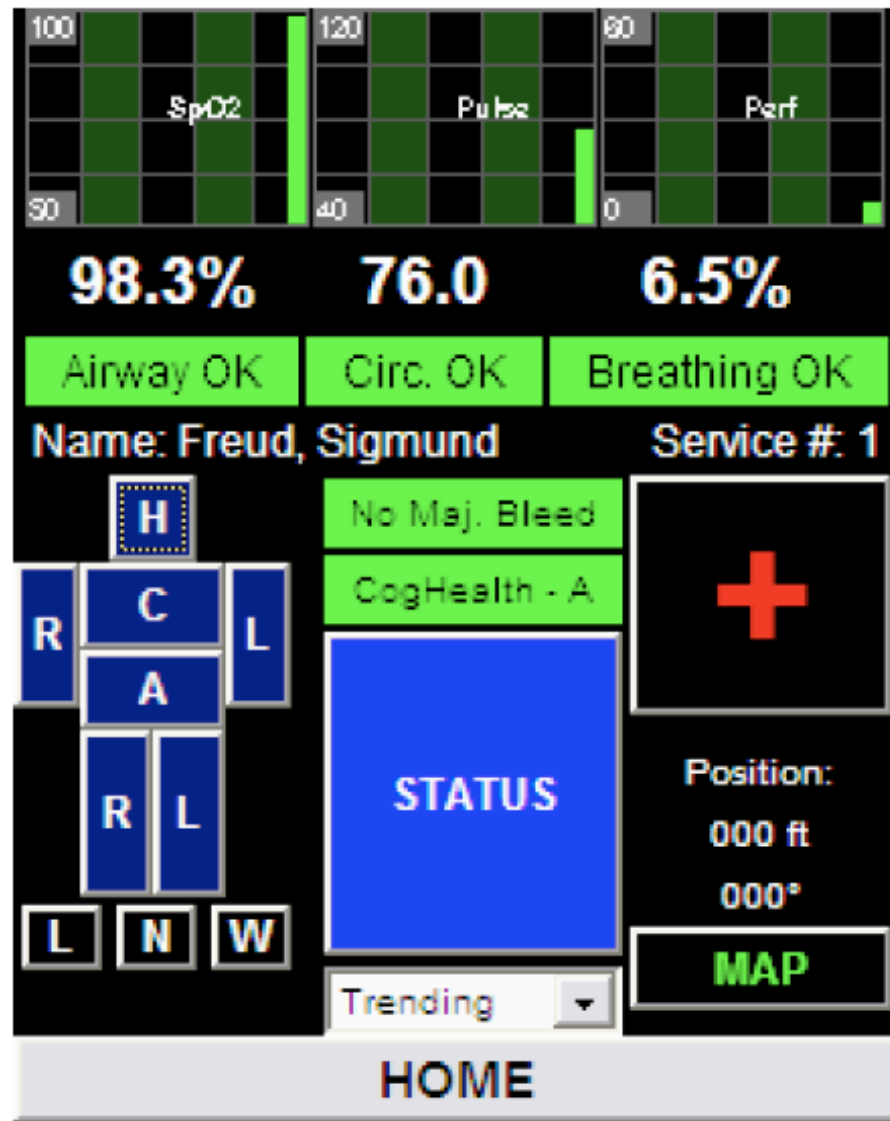 100 120 60
SpO2 Pulse Perf
80 40 0
98.3% 76.0 6.5%
Airway OK Circ. OK Breathing OK
Name: Freud, Sigmund Service #: 1
H
No Maj. Bleed
C
CogHealth - A
R L
A
STATUS
R L
Position:
000 ft
000°
L N W
MAP
Trending
HOME